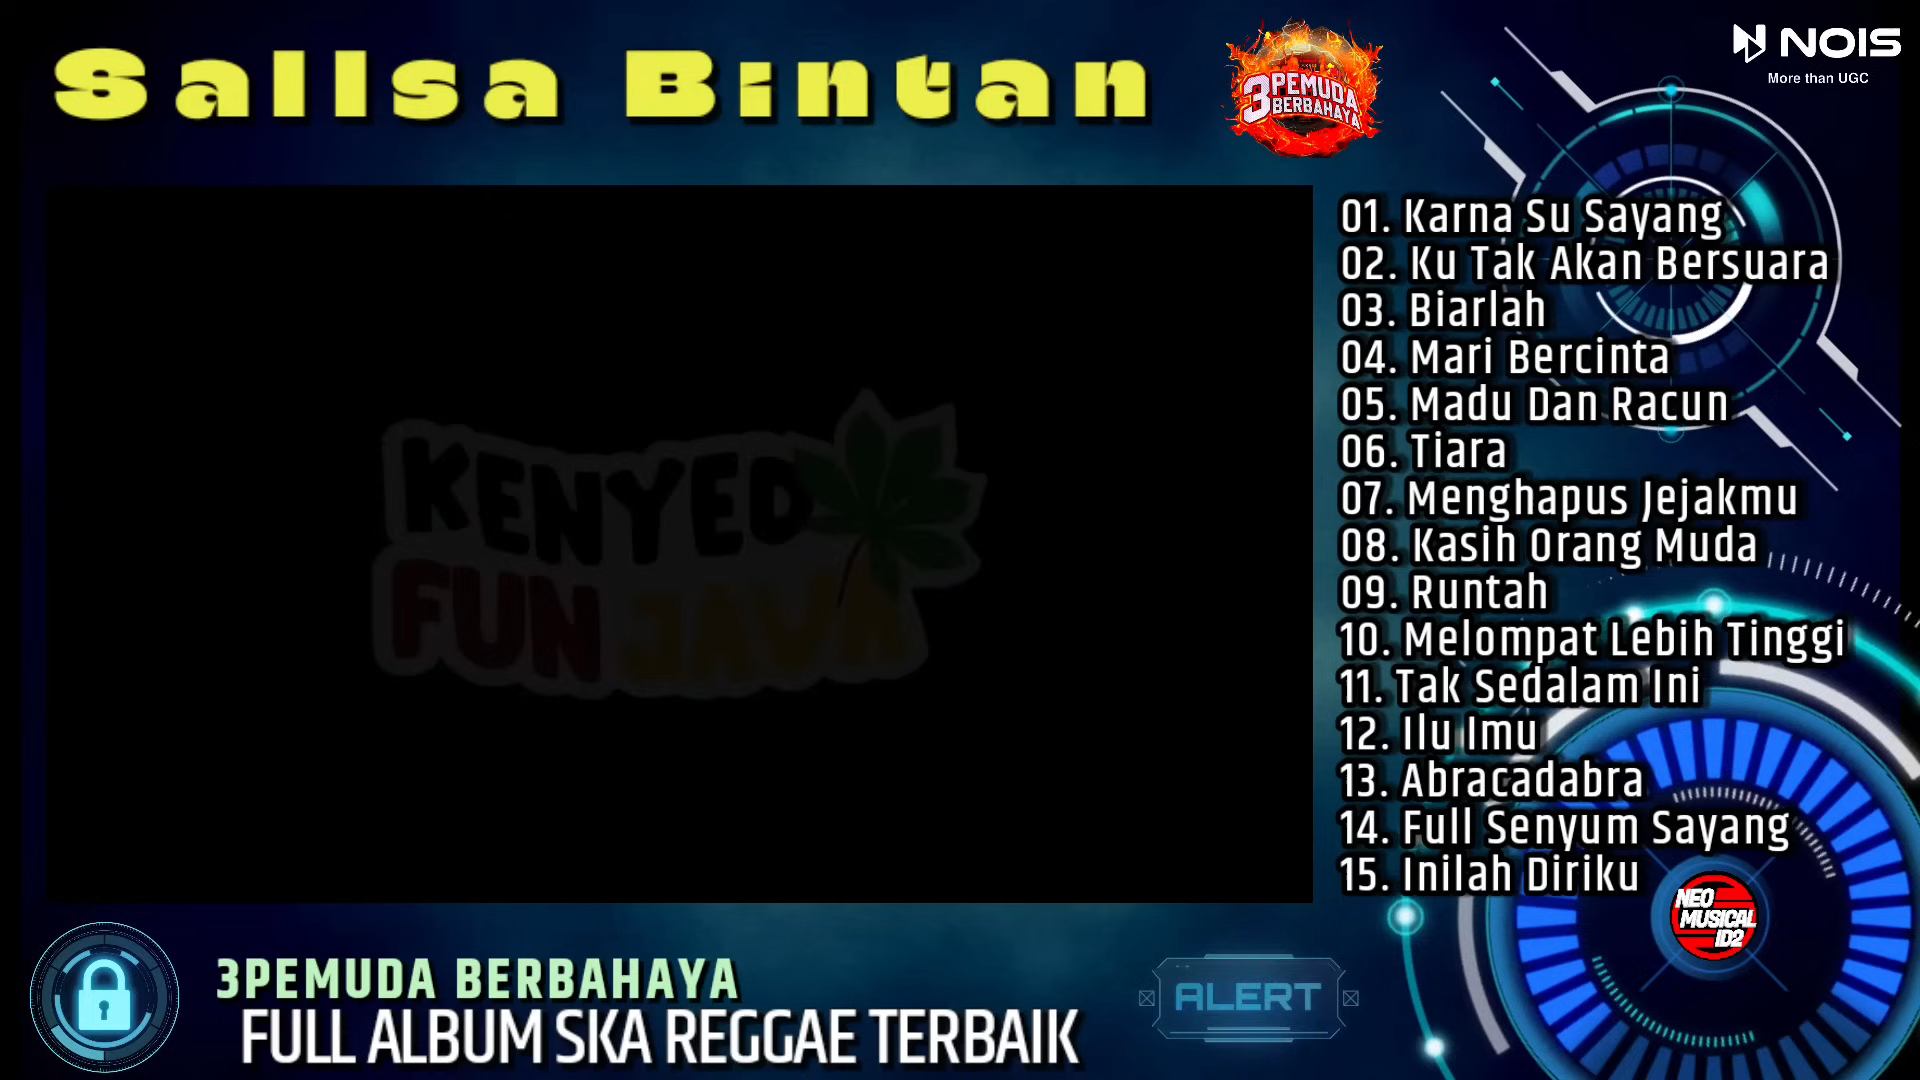 Sallsa Bintan
3PEMUDA
BERBAHAYA
NOIS
More than UGC
01. Karna Su Sayang
02. Ku Tak Akan Bersuara
03. Biarlah
04. Mari Bercinta
05. Madu Dan Racun
06. Tiara
07. Menghapus Jejakmu
08. Kasih Orang Muda
09. Runtah
10. Melompat Lebih Tinggi
11. Tak Sedalam Ini
12. Ilu Imu
13. Abracadabra
14. Full Senyum Sayang
15. Inilah Diriku
KENYED
FUN JAVA
NEO
MUSICAL
ID2
3PEMUDA BERBAHAYA
FULL ALBUM SKA REGGAE TERBAIK
ALERT